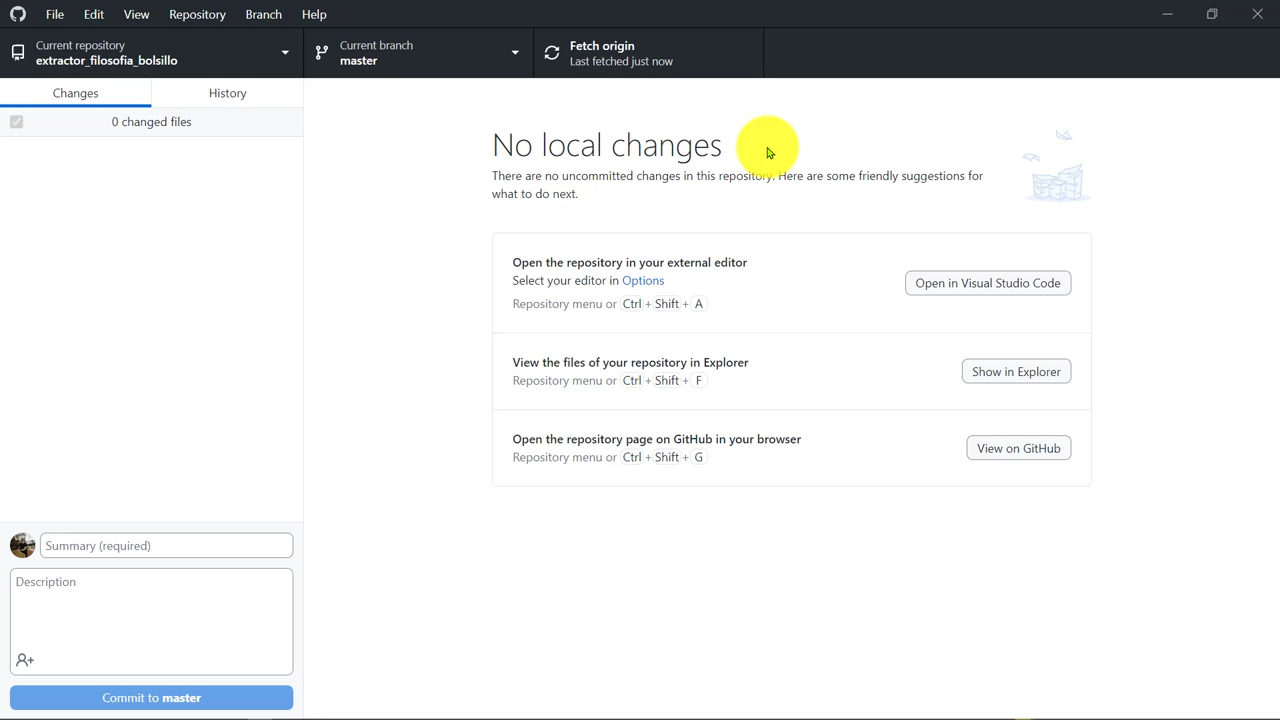 File Edit View Repository Branch Help
Current repository
extractor_filosofia_bolsillo
Current branch
master
Fetch origin
Last fetched just now
Changes
History
0 changed files
No local changes
There are no uncommitted changes in this repository. Here are some friendly suggestions for
what to do next.
Open the repository in your external editor
Select your editor in Options
Repository menu or Ctrl + Shift + A
Open in Visual Studio Code
View the files of your repository in Explorer
Repository menu or Ctrl + Shift + F
Show in Explorer
Open the repository page on GitHub in your browser
Repository menu or Ctrl + Shift + G
View on GitHub
Summary (required)
Description
Commit to master